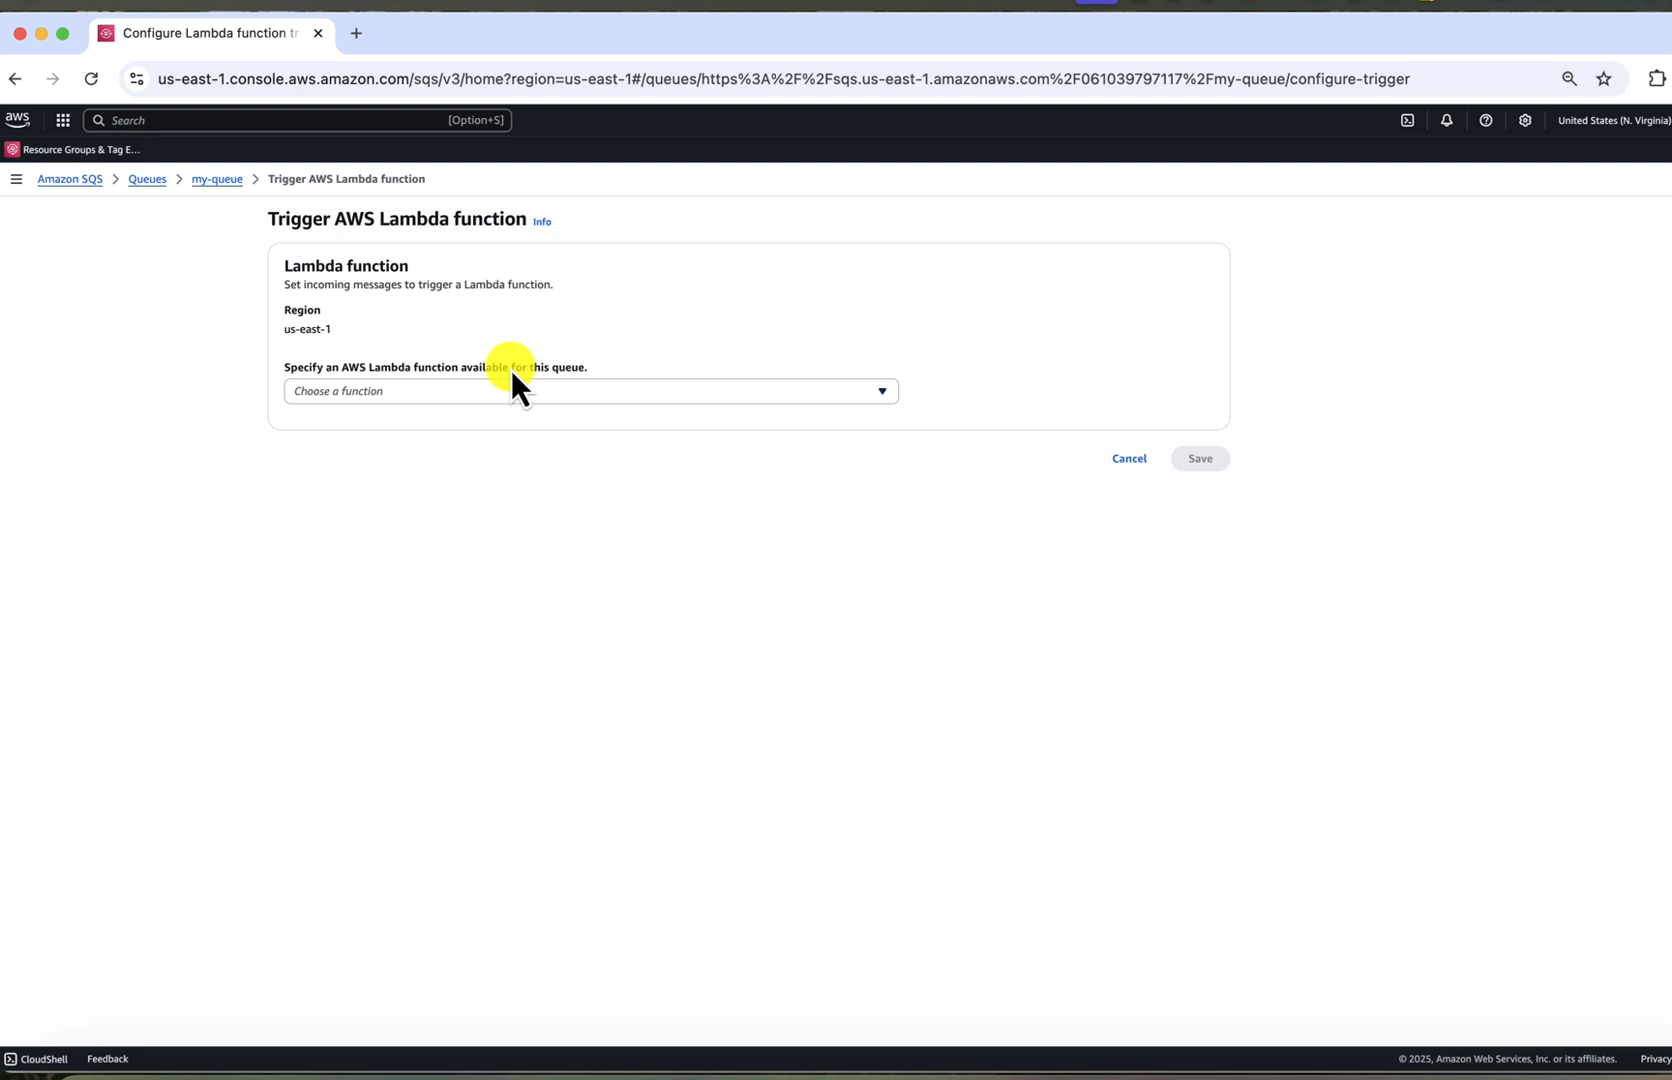 Configure Lambda function tr
us-east-1.console.aws.amazon.com/sqs/v3/home?region=us-east-1#/queues/https%3A%2F%2Fsqs.us-east-1.amazonaws.com%2F061039797117%2Fmy-queue/configure-trigger
aws
Search
[Option+S]
United States (N. Virginia)
Resource Groups & Tag E...
Amazon SQS
Queues
my-queue
Trigger AWS Lambda function
Trigger AWS Lambda function Info
Lambda function
Set incoming messages to trigger a Lambda function.
Region
us-east-1
Specify an AWS Lambda function available for this queue.
Choose a function
Cancel
Save
CloudShell
Feedback
© 2025, Amazon Web Services, Inc. or its affiliates.
Privacy